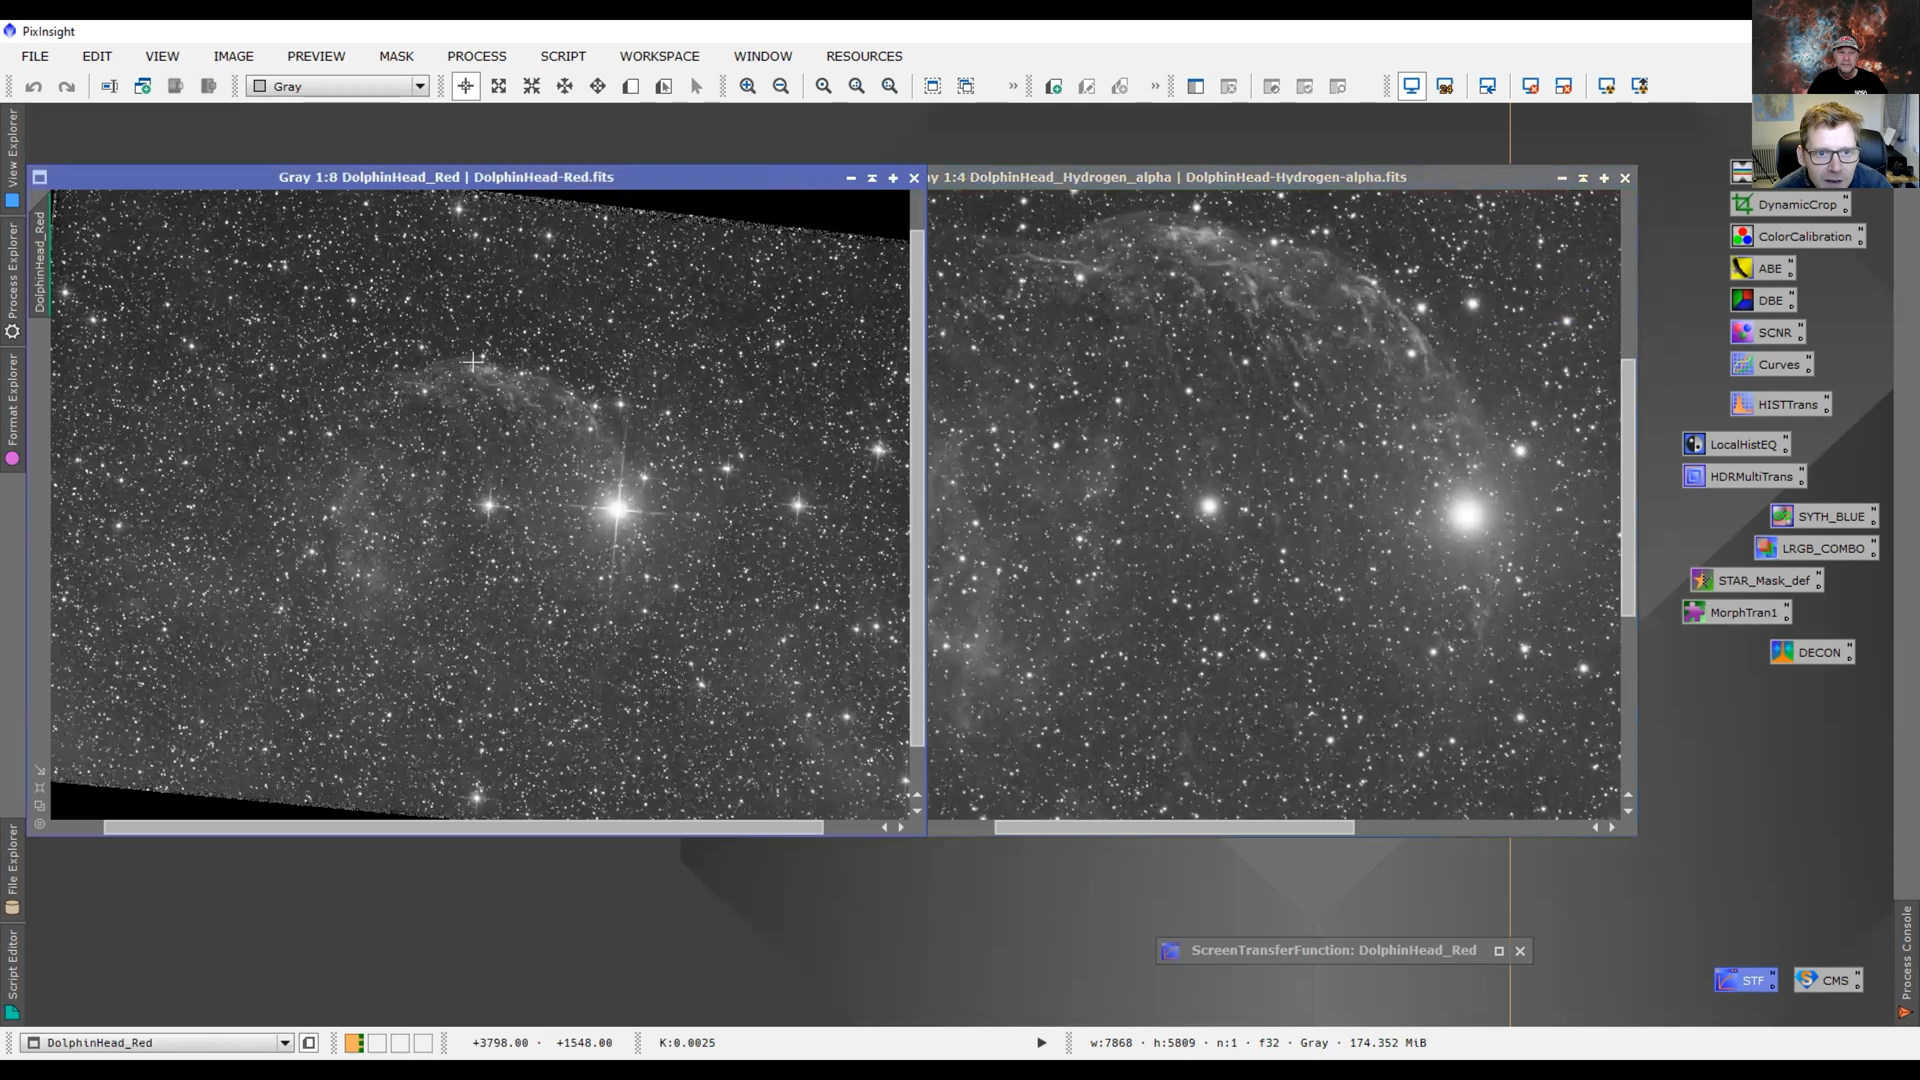 PixInsight
FILE EDIT VIEW IMAGE PREVIEW MASK PROCESS SCRIPT WORKSPACE WINDOW RESOURCES
Gray
24
View Explorer
Process Explorer
Format Explorer
File Explorer
Script Editor
Gray 1:8 DolphinHead_Red | DolphinHead-Red.fits
DolphinHead_Red
ay 1:4 DolphinHead_Hydrogen_alpha | DolphinHead-Hydrogen-alpha.fits
DynamicCrop
ColorCalibration
ABE
DBE
SCNR
Curves
HISTTrans
LocalHistEQ
HDRMultiTrans
SYTH_BLUE
LRGB_COMBO
STAR_Mask_def
MorphTran1
DECON
ScreenTransferFunction: DolphinHead_Red
STF
CMS
Process Console
DolphinHead_Red
+3798.00 · +1548.00
K:0.0025
w:7868 · h:5809 · n:1 · f32 · Gray · 174.352 MiB